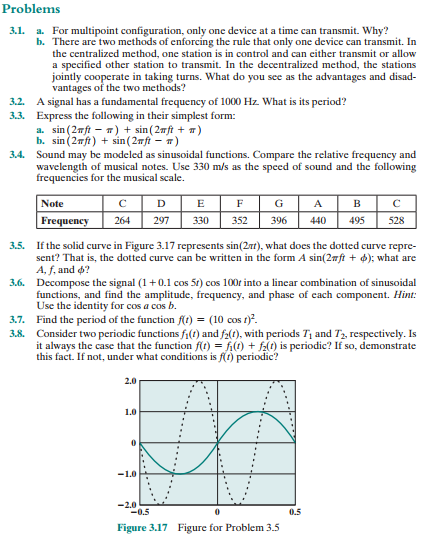 Problems
3.1. a. For multipoint configuration, only one device at a time can transmit. Why?
b. There are two methods of enforcing the rule that only one device can transmit. In
the centralized method, one station is in control and can either transmit or allow
a specified other station to transmit. In the decentralized method, the stations
jointly cooperate in taking turns. What do you see as the advantages and disad-
vantages of the two methods?
3.2. A signal has a fundamental frequency of 1000 Hz. What is its period?
3.3. Express the following in their simplest form:
a. sin(2πft − π) + sin(2πft + π)
b. sin(2πft) + sin(2πft − π)
3.4. Sound may be modeled as sinusoidal functions. Compare the relative frequency and
wavelength of musical notes. Use 330 m/s as the speed of sound and the following
frequencies for the musical scale.
Note C D E F G A B C
Frequency 264 297 330 352 396 440 495 528
3.5. If the solid curve in Figure 3.17 represents sin(2πt), what does the dotted curve repre-
sent? That is, the dotted curve can be written in the form A sin(2πft + ϕ); what are
A, f, and ϕ?
3.6. Decompose the signal (1 + 0.1 cos 5t) cos 100t into a linear combination of sinusoidal
functions, and find the amplitude, frequency, and phase of each component. Hint:
Use the identity for cos a cos b.
3.7. Find the period of the function f(t) = (10 cos t)².
3.8. Consider two periodic functions f₁(t) and f₂(t), with periods T₁ and T₂, respectively. Is
it always the case that the function f(t) = f₁(t) + f₂(t) is periodic? If so, demonstrate
this fact. If not, under what conditions is f(t) periodic?
2.0
1.0
0
−1.0
−2.0
−0.5 0 0.5
Figure 3.17 Figure for Problem 3.5